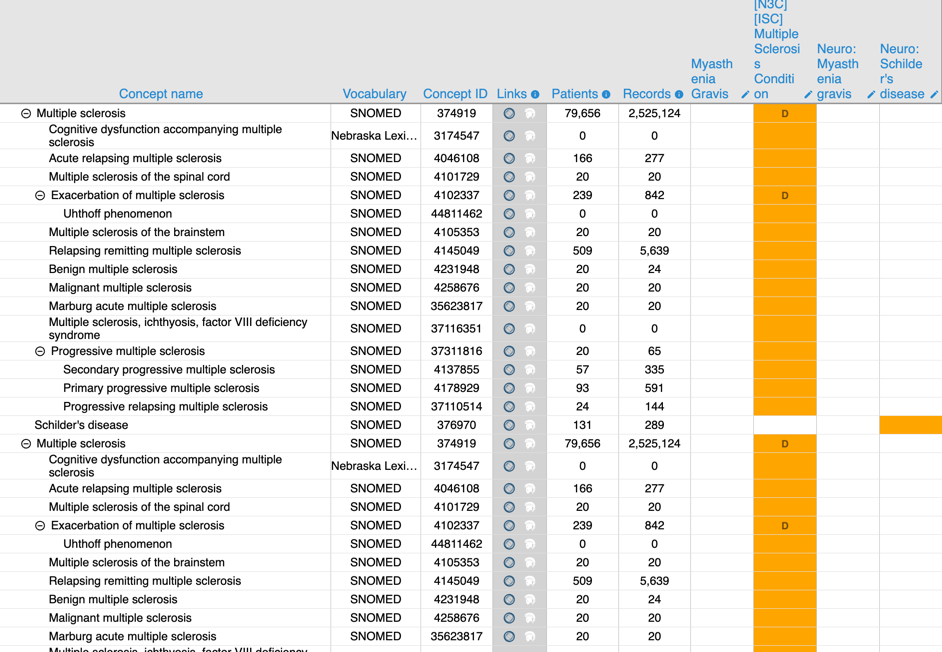 [N3C]
[ISC]
Multiple
Sclerosi
s
Conditi
on
Myasth
enia
Gravis
Neuro:
Myasth
enia
gravis
Neuro:
Schilde
r's
disease
Concept name Vocabulary Concept ID Links Patients Records
Multiple sclerosis SNOMED 374919 79,656 2,525,124 D
Cognitive dysfunction accompanying multiple
sclerosis Nebraska Lexi... 3174547 0 0
Acute relapsing multiple sclerosis SNOMED 4046108 166 277
Multiple sclerosis of the spinal cord SNOMED 4101729 20 20
Exacerbation of multiple sclerosis SNOMED 4102337 239 842 D
Uhthoff phenomenon SNOMED 44811462 0 0
Multiple sclerosis of the brainstem SNOMED 4105353 20 20
Relapsing remitting multiple sclerosis SNOMED 4145049 509 5,639
Benign multiple sclerosis SNOMED 4231948 20 24
Malignant multiple sclerosis SNOMED 4258676 20 20
Marburg acute multiple sclerosis SNOMED 35623817 20 20
Multiple sclerosis, ichthyosis, factor VIII deficiency
syndrome SNOMED 37116351 0 0
Progressive multiple sclerosis SNOMED 37311816 20 65
Secondary progressive multiple sclerosis SNOMED 4137855 57 335
Primary progressive multiple sclerosis SNOMED 4178929 93 591
Progressive relapsing multiple sclerosis SNOMED 37110514 24 144
Schilder's disease SNOMED 376970 131 289
Multiple sclerosis SNOMED 374919 79,656 2,525,124 D
Cognitive dysfunction accompanying multiple
sclerosis Nebraska Lexi... 3174547 0 0
Acute relapsing multiple sclerosis SNOMED 4046108 166 277
Multiple sclerosis of the spinal cord SNOMED 4101729 20 20
Exacerbation of multiple sclerosis SNOMED 4102337 239 842 D
Uhthoff phenomenon SNOMED 44811462 0 0
Multiple sclerosis of the brainstem SNOMED 4105353 20 20
Relapsing remitting multiple sclerosis SNOMED 4145049 509 5,639
Benign multiple sclerosis SNOMED 4231948 20 24
Malignant multiple sclerosis SNOMED 4258676 20 20
Marburg acute multiple sclerosis SNOMED 35623817 20 20
Multiple sclerosis, ichthyosis, factor VIII deficiency